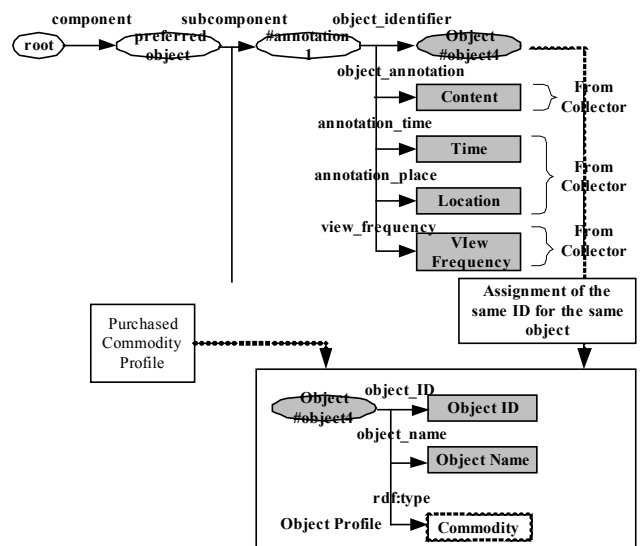 component
subcomponent
object_identifier
root
preferred
object
#annotation
1
Object
#object4
object_annotation
Content
From
Collector
annotation_time
Time
annotation_place
Location
From
Collector
view_frequency
VIew
Frequency
From
Collector
Assignment of the
same ID for the same
object
Purchased
Commodity
Profile
Object
#object4
object_ID
Object ID
object_name
Object Name
rdf:type
Object Profile
Commodity